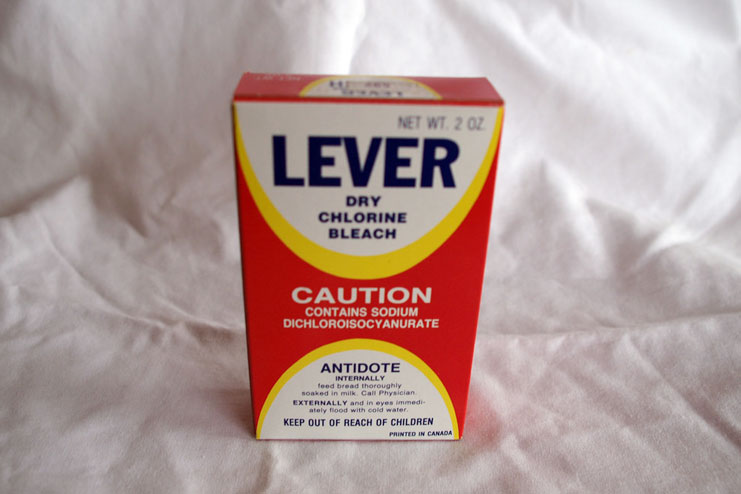 LEVER
NET WT. 2 OZ.
LEVER
DRY
CHLORINE
BLEACH
CAUTION
CONTAINS SODIUM
DICHLOROISOCYANURATE
ANTIDOTE
INTERNALLY
feed bread thoroughly
soaked in milk. Call Physician.
EXTERNALLY and in eyes immedi-
ately flood with cold water.
KEEP OUT OF REACH OF CHILDREN
PRINTED IN CANADA